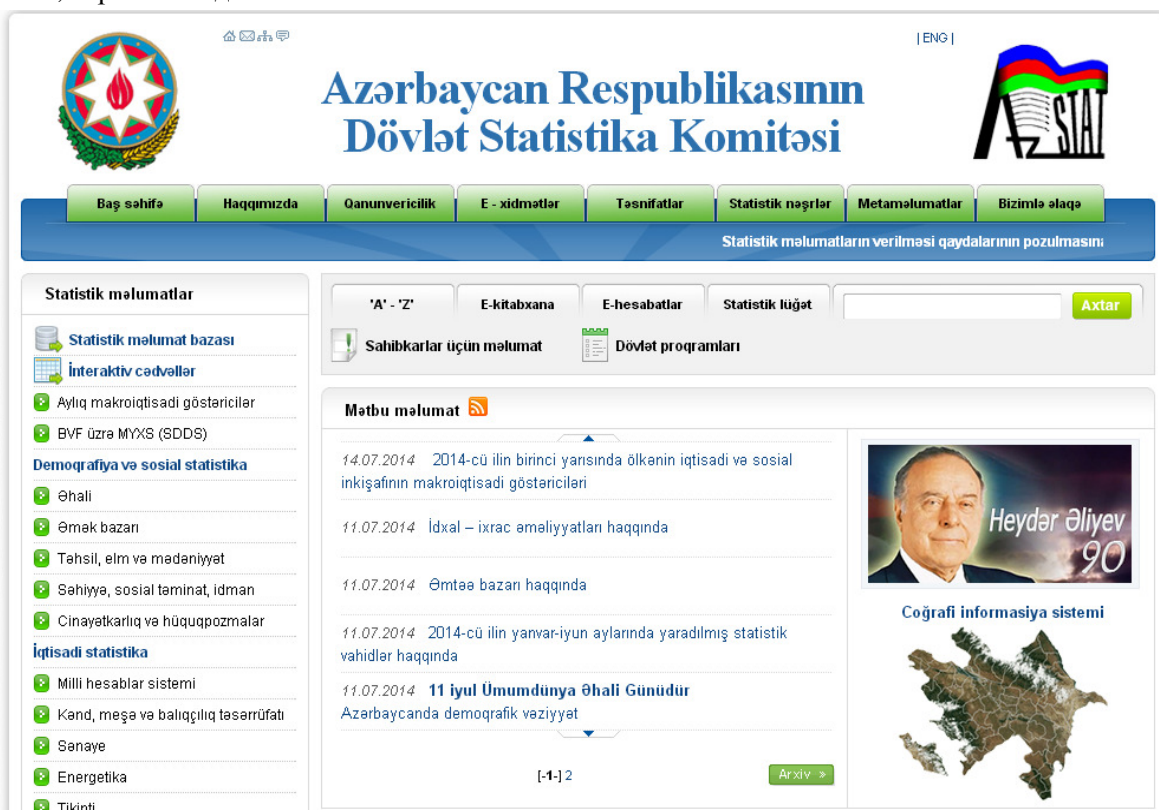 | ENG |
Azərbaycan Respublikasının
Dövlət Statistika Komitəsi
AZ STAT
Baş səhifə
Haqqımızda
Qanunvericilik
E - xidmətlər
Təsnifatlar
Statistik nəşrlər
Metaməlumatlar
Bizimlə əlaqə
Statistik məlumatların verilməsi qaydalarının pozulmasına
Statistik məlumatlar
Statistik məlumat bazası
İnteraktiv cədvəllər
Aylıq makroiqtisadi göstəricilər
BVF üzrə MYXS (SDDS)
Demoqrafiya və sosial statistika
Əhali
Əmək bazarı
Təhsil, elm və mədəniyyət
Səhiyyə, sosial təminat, idman
Cinayətkarlıq və hüquqpozmalar
İqtisadi statistika
Milli hesablar sistemi
Kənd, meşə və balıqçılıq təsərrüfatı
Sənaye
Energetika
Tikinti
'A' - 'Z'
E-kitabxana
E-hesabatlar
Statistik lüğət
Axtar
Sahibkarlar üçün məlumat
Dövlət proqramları
Mətbu məlumat
14.07.2014 2014-cü ilin birinci yarısında ölkənin iqtisadi və sosial
inkişafının makroiqtisadi göstəriciləri
11.07.2014 İdxal – ixrac əməliyyatları haqqında
11.07.2014 Əmtəə bazarı haqqında
11.07.2014 2014-cü ilin yanvar-iyun aylarında yaradılmış statistik
vahidlər haqqında
11.07.2014 11 iyul Ümumdünya Əhali Günüdür
Azərbaycanda demoqrafik vəziyyət
[-1-] 2
Arxiv »
Heydər Əliyev
90
Coğrafi informasiya sistemi